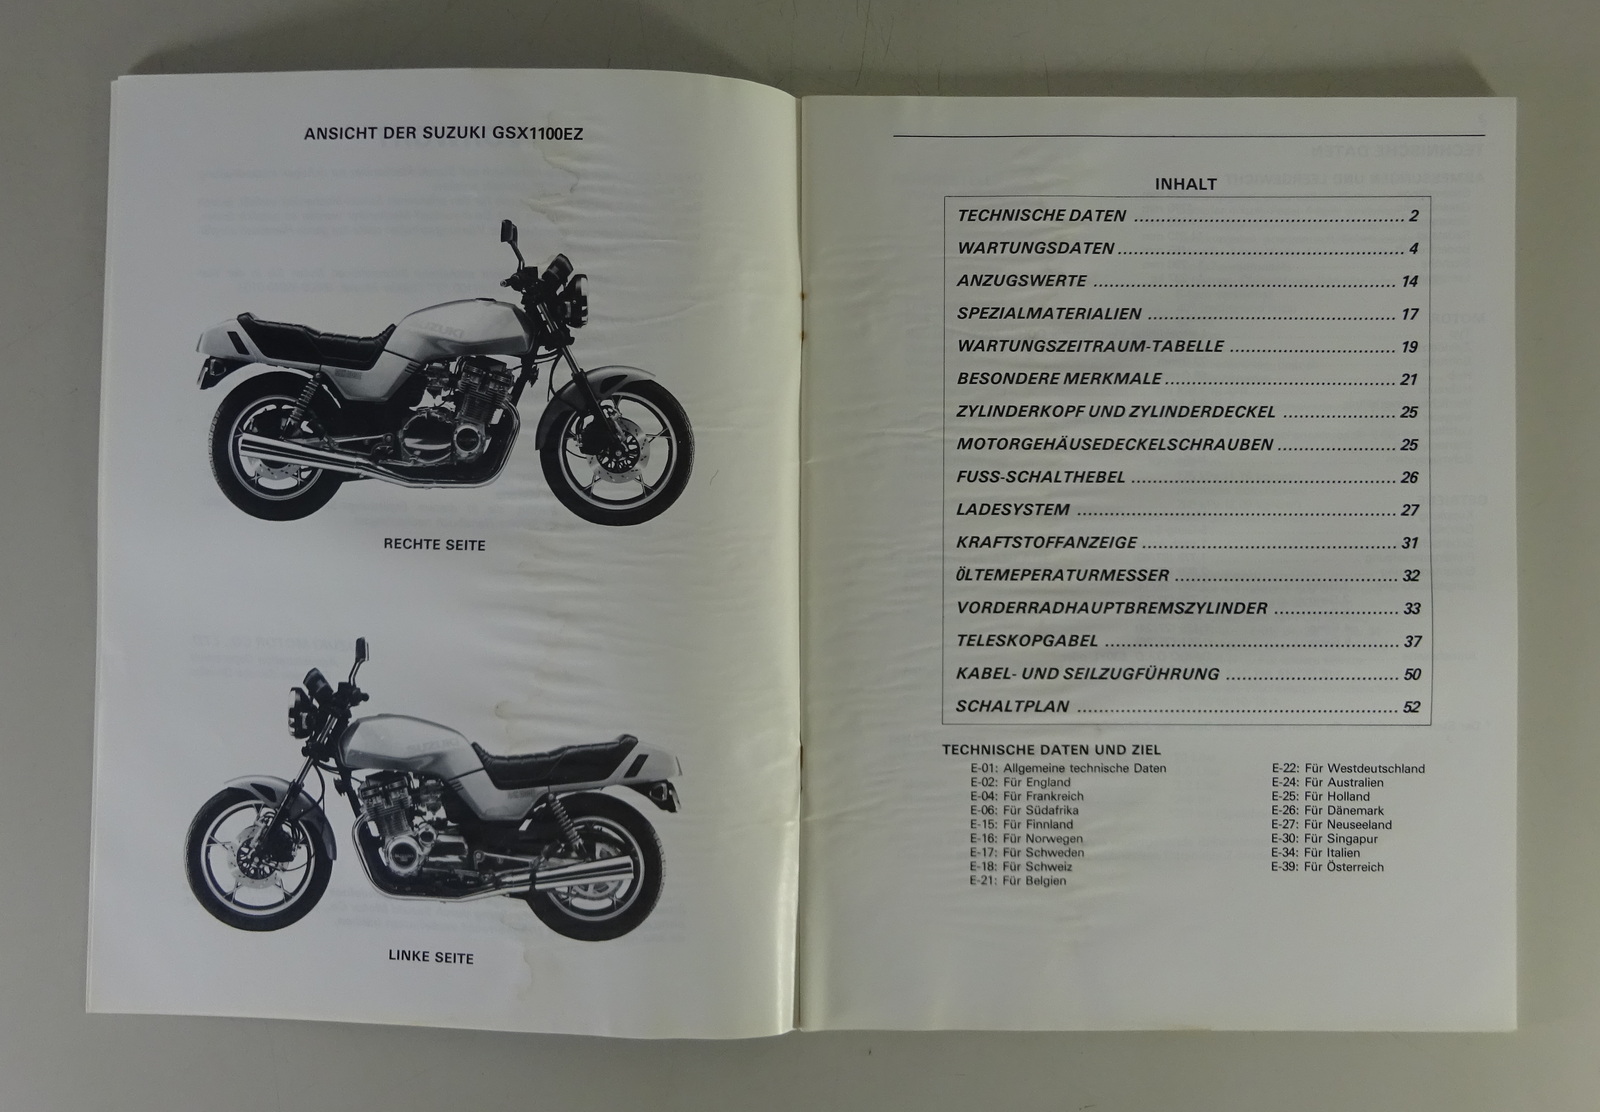 ANSICHT DER SUZUKI GSX1100EZ
RECHTE SEITE
LINKE SEITE
INHALT
TECHNISCHE DATEN ........................................ 2
WARTUNGSDATEN ........................................ 4
ANZUGSWERTE ........................................ 14
SPEZIALMATERIALIEN ........................................ 17
WARTUNGSZEITRAUM-TABELLE ........................................ 19
BESONDERE MERKMALE ........................................ 21
ZYLINDERKOPF UND ZYLINDERDECKEL ........................................ 25
MOTORGEHÄUSEDECKELSCHRAUBEN ........................................ 25
FUSS-SCHALTHEBEL ........................................ 26
LADESYSTEM ........................................ 27
KRAFTSTOFFANZEIGE ........................................ 31
ÖLTEMEPERATURMESSER ........................................ 32
VORDERRADHAUPTBREMSZYLINDER ........................................ 33
TELESKOPGABEL ........................................ 37
KABEL- UND SEILZUGFÜHRUNG ........................................ 50
SCHALTPLAN ........................................ 52
TECHNISCHE DATEN UND ZIEL
E-01: Allgemeine technische Daten
E-02: Für England
E-04: Für Frankreich
E-06: Für Südafrika
E-15: Für Finnland
E-16: Für Norwegen
E-17: Für Schweden
E-18: Für Schweiz
E-21: Für Belgien
E-22: Für Westdeutschland
E-24: Für Australien
E-25: Für Holland
E-26: Für Dänemark
E-27: Für Neuseeland
E-30: Für Singapur
E-34: Für Italien
E-39: Für Österreich